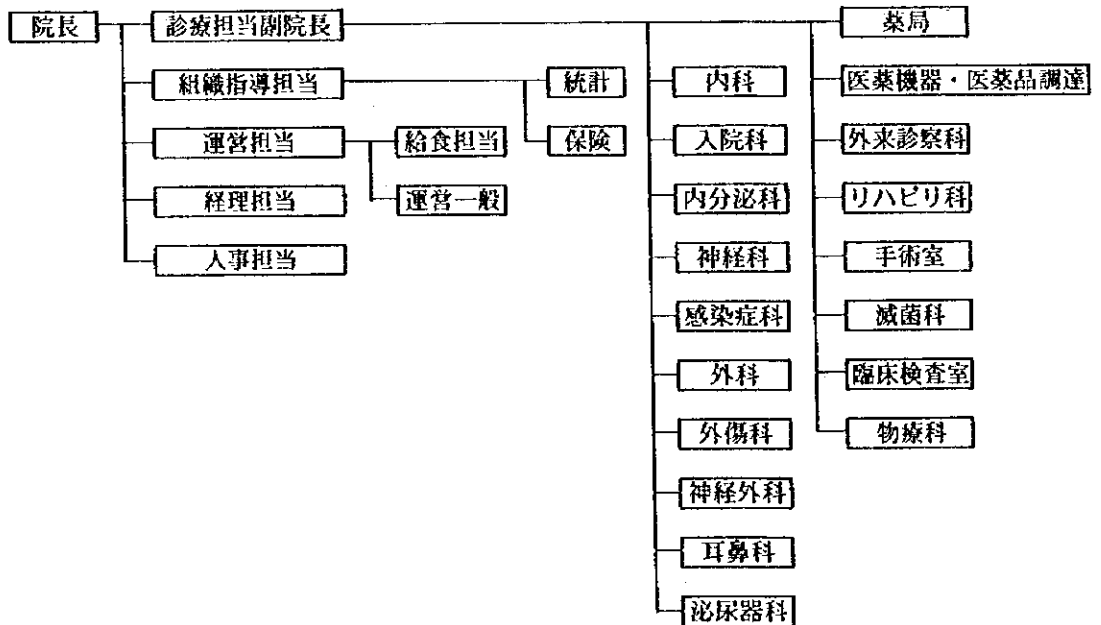 院長
診療担当副院長
薬局
組織指導担当
統計
内科
医薬機器・医薬品調達
運営担当
給食担当
保険
入院科
外来診察科
経理担当
運営一般
内分泌科
リハビリ科
人事担当
神経科
手術室
感染症科
滅菌科
外科
臨床検査室
外傷科
物療科
神経外科
耳鼻科
泌尿器科